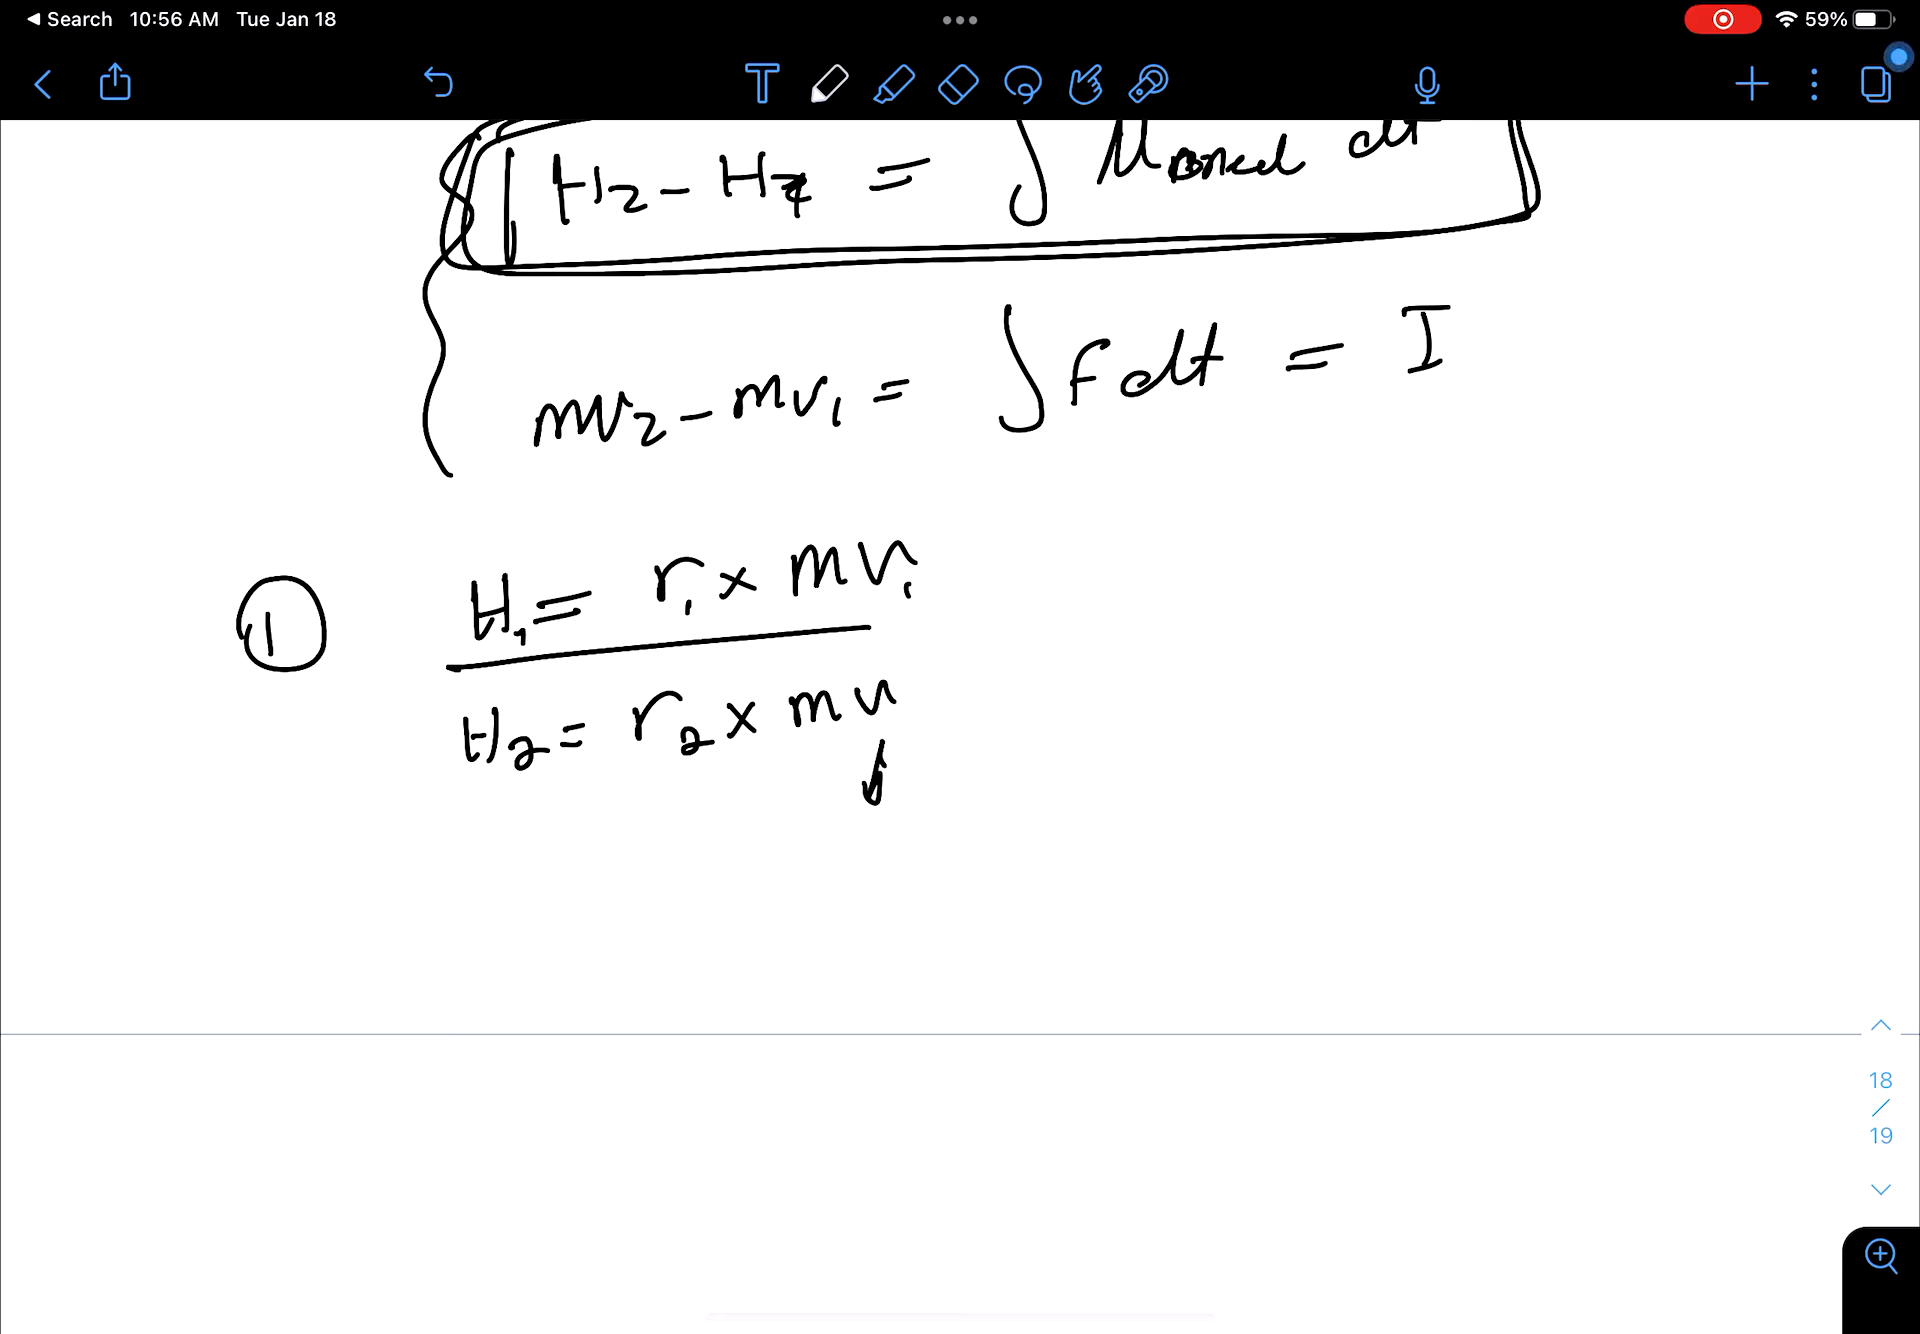 ◀ Search 10:56 AM Tue Jan 18 59%
T
H2 - H1 = ∫ M dt
mv2 - mv1 = ∫ F dt = I
1 H1 = r1 × mv1
H2 = r2 × mv
18
/
19